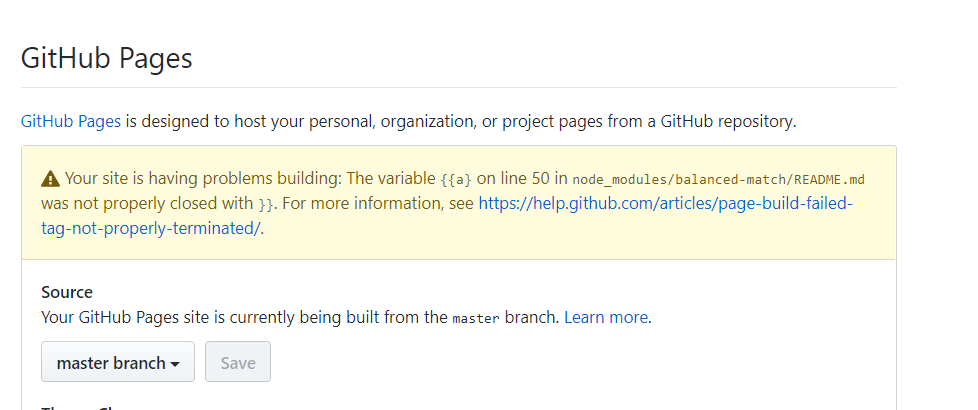 GitHub Pages
GitHub Pages is designed to host your personal, organization, or project pages from a GitHub repository.
Your site is having problems building: The variable {{a} on line 50 in node_modules/balanced-match/README.md
was not properly closed with }}. For more information, see https://help.github.com/articles/page-build-failed-
tag-not-properly-terminated/.
Source
Your GitHub Pages site is currently being built from the master branch. Learn more.
master branch Save